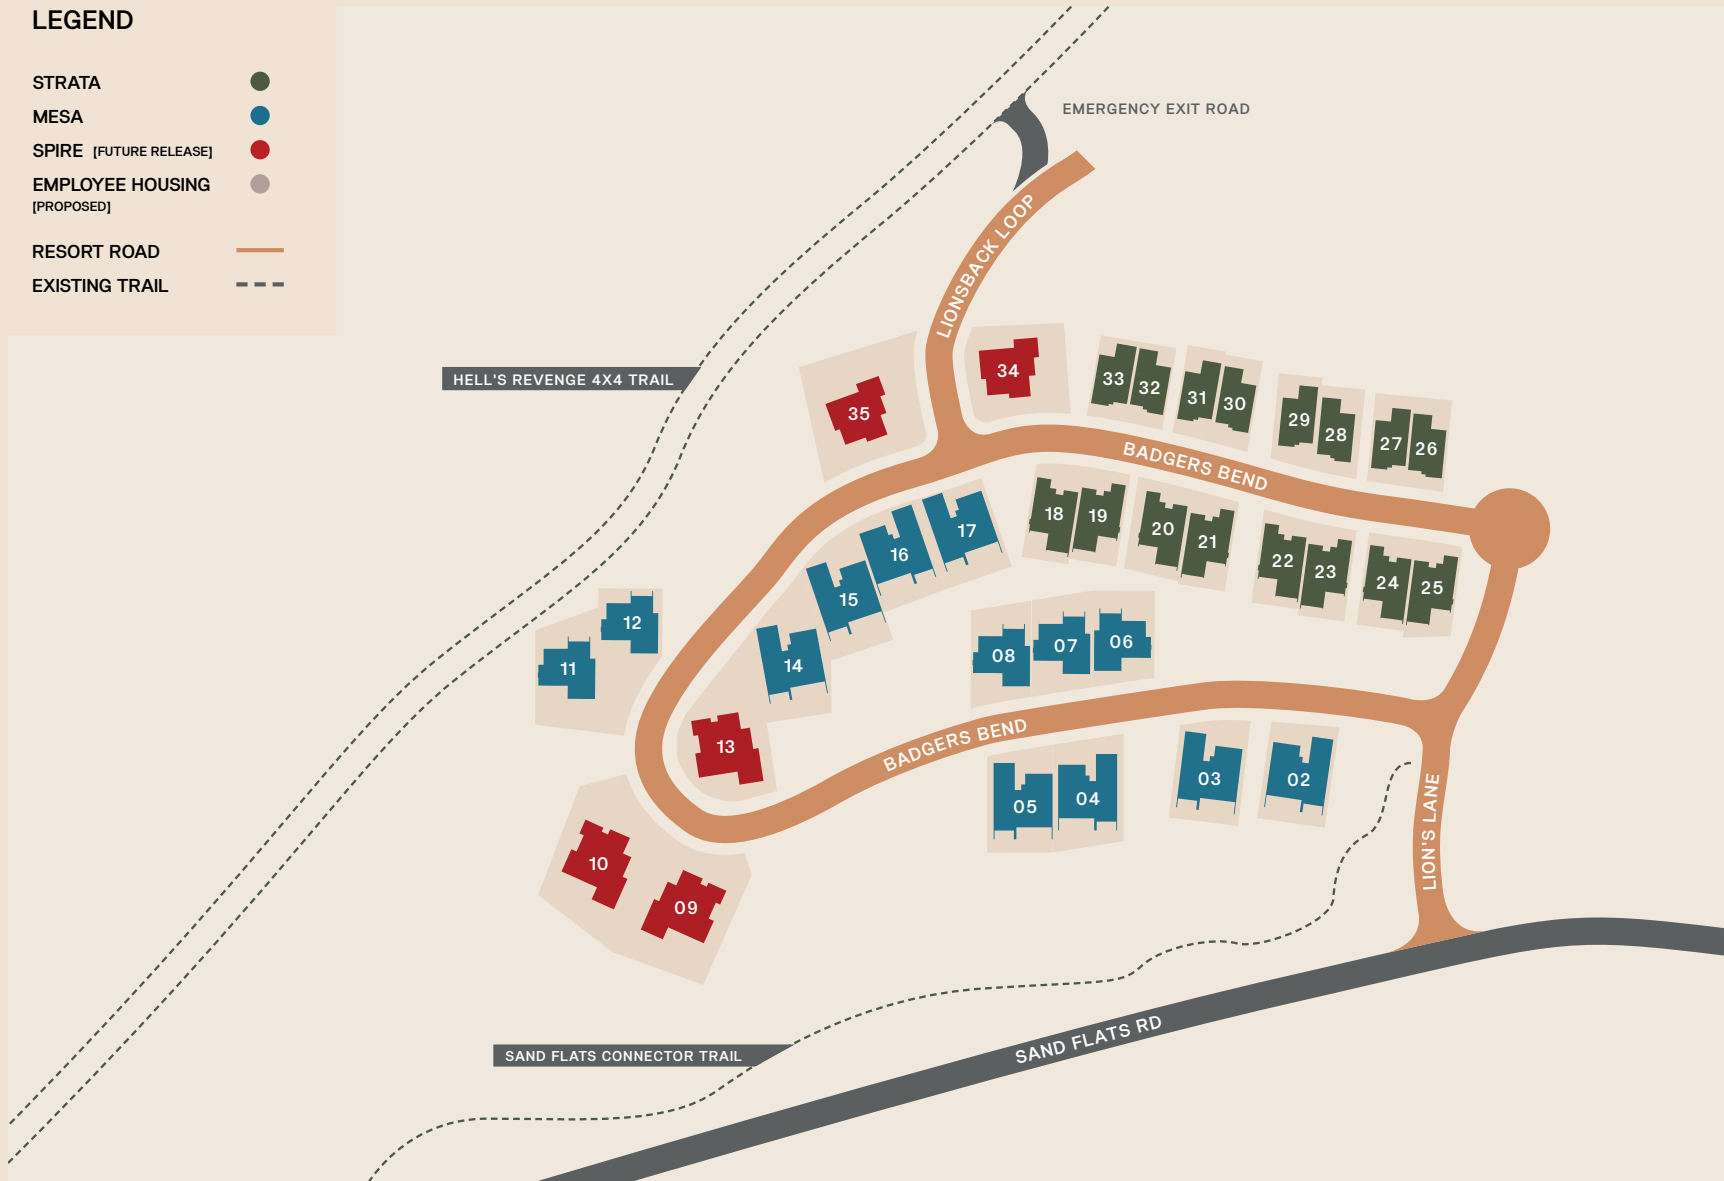 LEGEND
STRATA
MESA
SPIRE [FUTURE RELEASE]
EMPLOYEE HOUSING
[PROPOSED]
RESORT ROAD
EXISTING TRAIL
EMERGENCY EXIT ROAD
LIONSBACK LOOP
HELL'S REVENGE 4X4 TRAIL
35
34
33
32
31
30
29
28
27
26
BADGERS BEND
18
19
20
21
22
23
24
25
17
16
15
14
13
12
11
08
07
06
BADGERS BEND
05
04
03
02
LION'S LANE
10
09
SAND FLATS RD
SAND FLATS CONNECTOR TRAIL